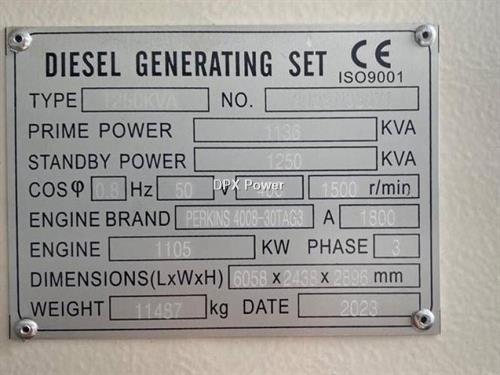 DIESEL GENERATING SET CE
ISO9001
TYPE 1250KVA NO.
PRIME POWER 1136 KVA
STANDBY POWER 1250 KVA
DPX Power
COSφ 0.8 Hz 50 V 400 1500 r/min
ENGINE BRAND PERKINS 4008-30TAG3 A 1800
ENGINE 1105 KW PHASE 3
DIMENSIONS(LxWxH) 6058 x 2438 x 2896 mm
WEIGHT 11487 kg DATE 2023